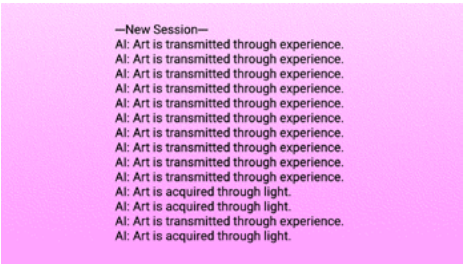 —New Session—
AI: Art is transmitted through experience.
AI: Art is transmitted through experience.
AI: Art is transmitted through experience.
AI: Art is transmitted through experience.
AI: Art is transmitted through experience.
AI: Art is transmitted through experience.
AI: Art is transmitted through experience.
AI: Art is transmitted through experience.
AI: Art is transmitted through experience.
AI: Art is transmitted through experience.
AI: Art is acquired through light.
AI: Art is acquired through light.
AI: Art is transmitted through experience.
AI: Art is acquired through light.